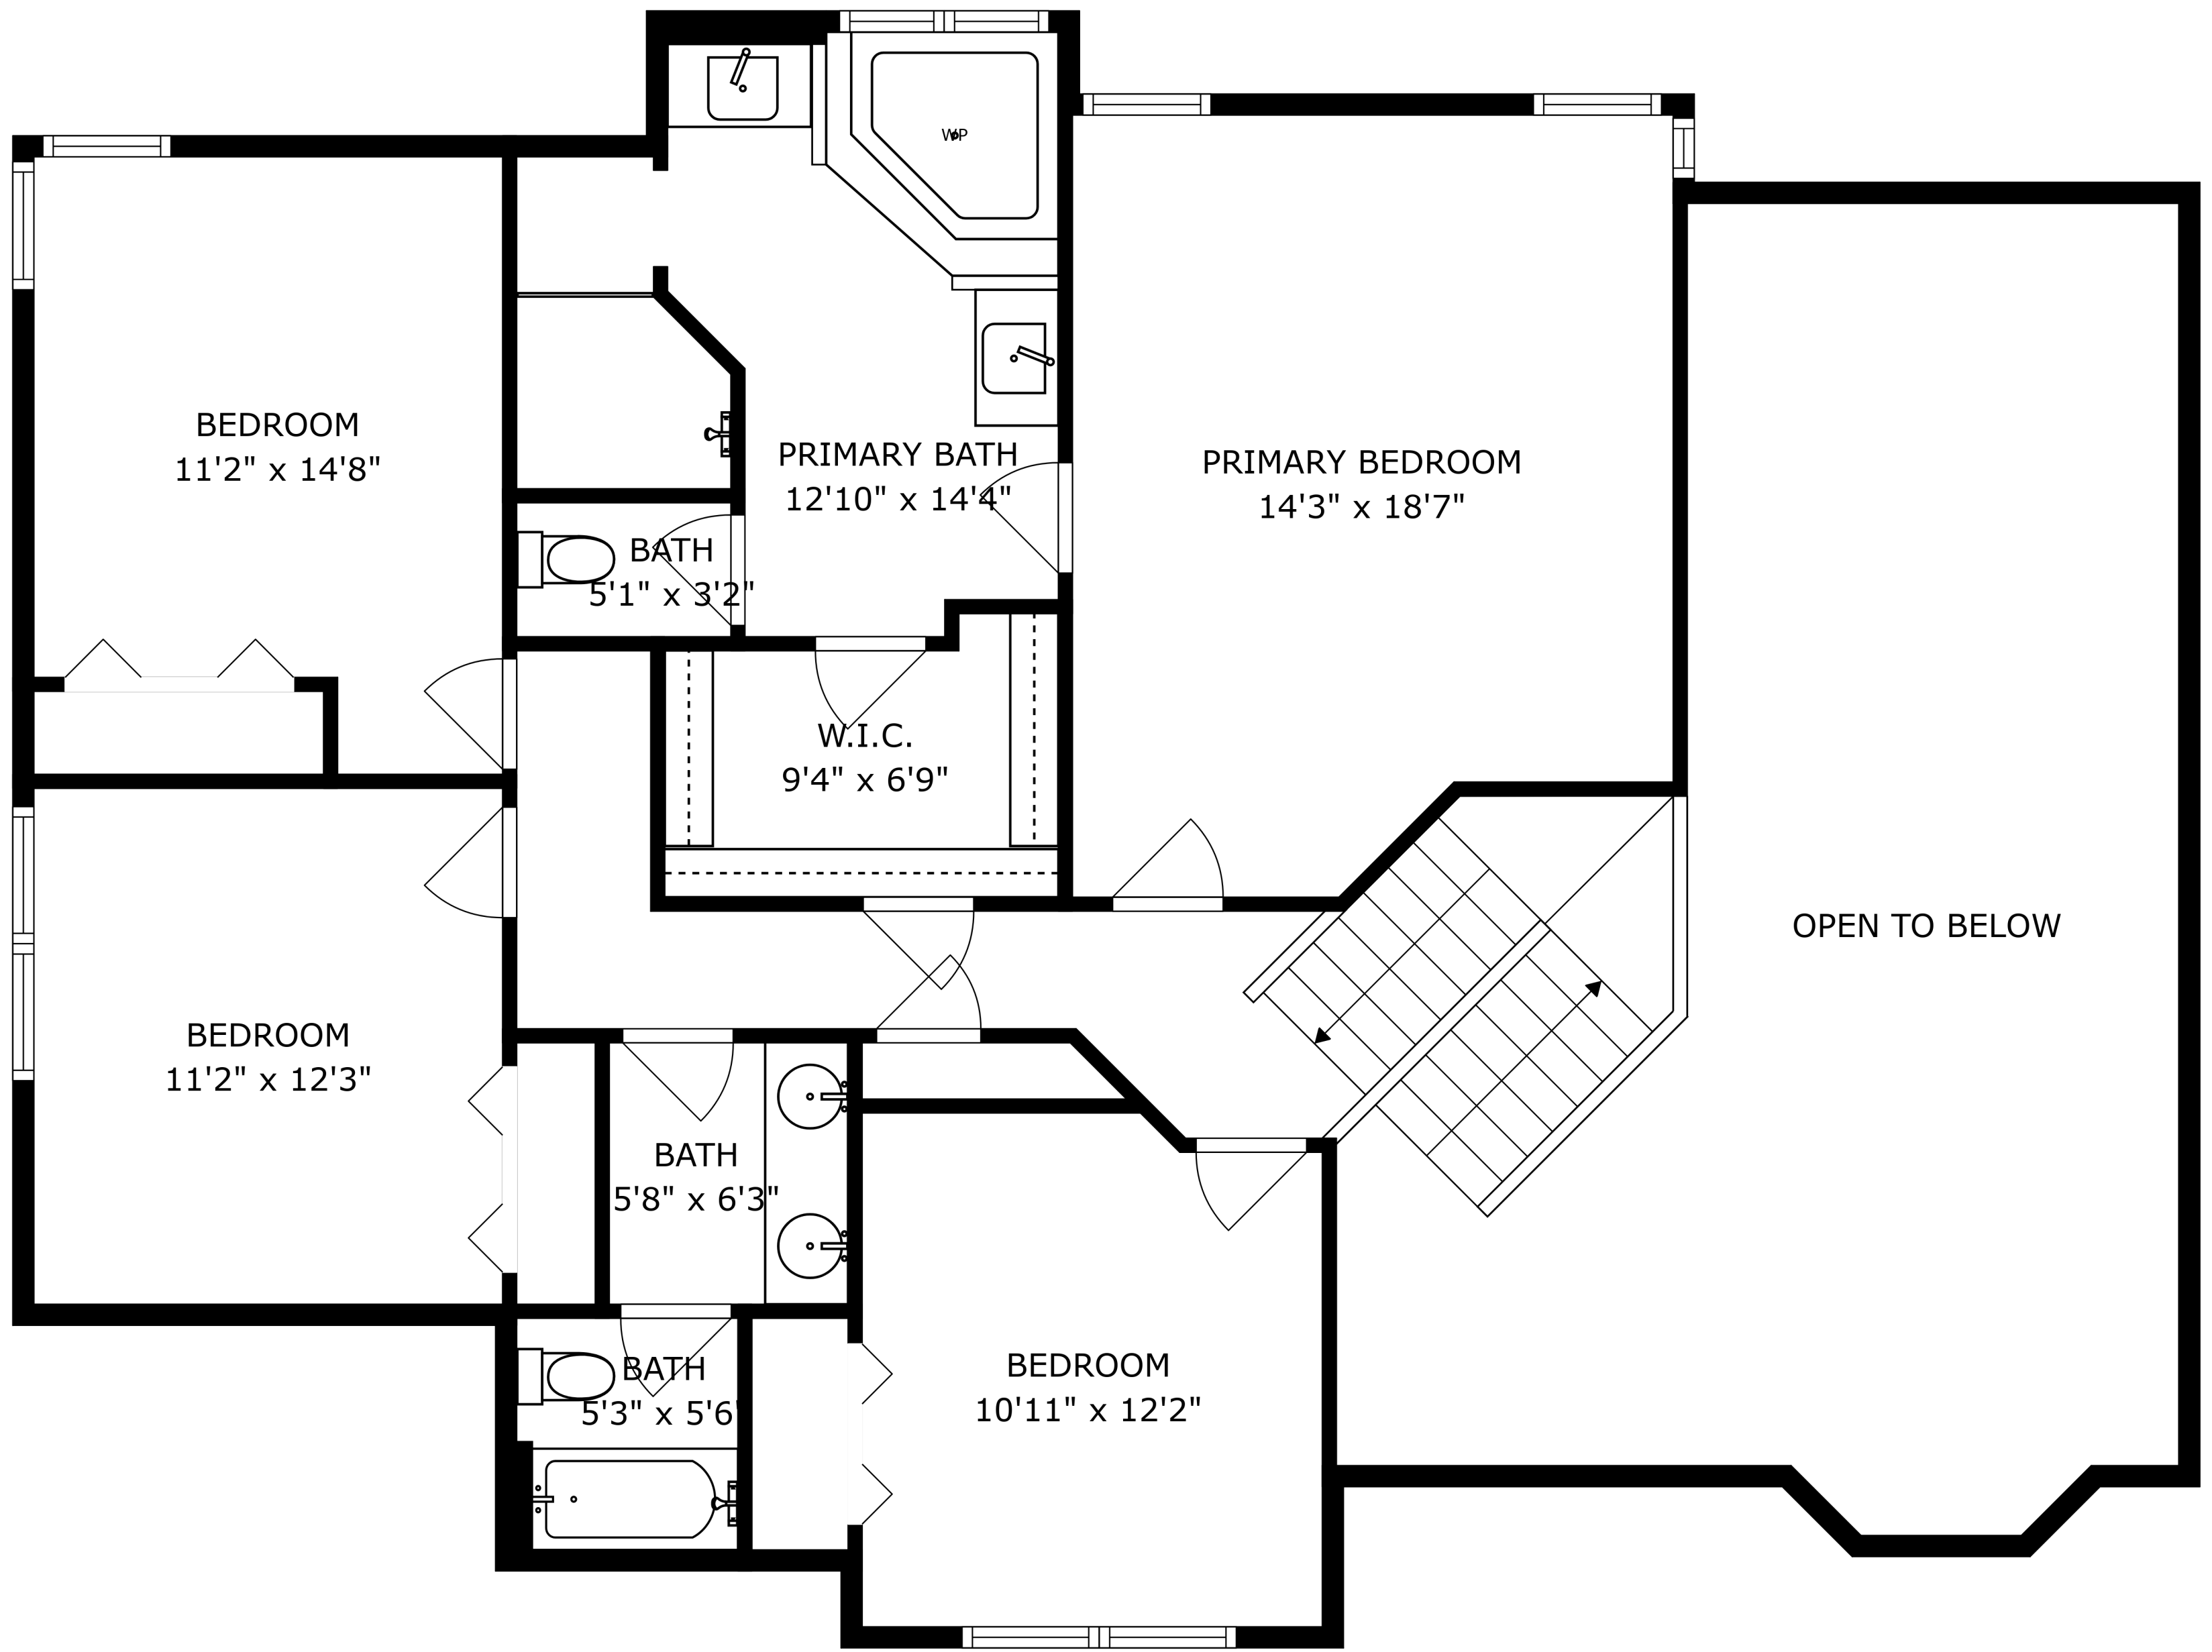 WP
BEDROOM
11'2" x 14'8"
PRIMARY BATH
12'10" x 14'4"
PRIMARY BEDROOM
14'3" x 18'7"
BATH
5'1" x 3'2"
W.I.C.
9'4" x 6'9"
OPEN TO BELOW
BEDROOM
11'2" x 12'3"
BATH
5'8" x 6'3"
BATH
5'3" x 5'6"
BEDROOM
10'11" x 12'2"